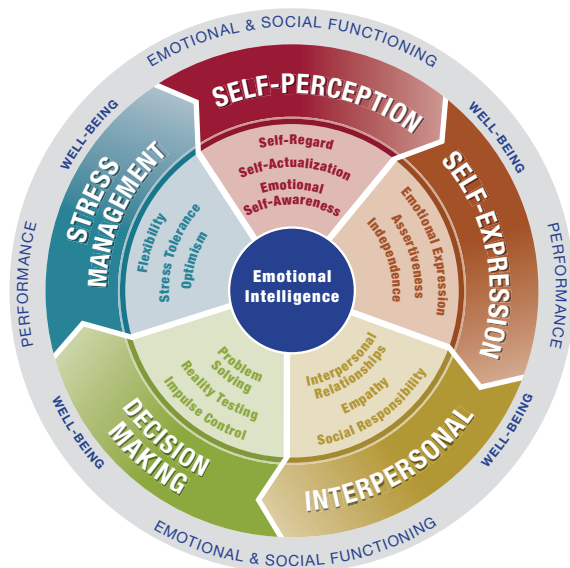 EMOTIONAL & SOCIAL FUNCTIONING
WELL-BEING
WELL-BEING
PERFORMANCE
PERFORMANCE
WELL-BEING
WELL-BEING
EMOTIONAL & SOCIAL FUNCTIONING
SELF-PERCEPTION
Self-Regard
Self-Actualization
Emotional
Self-Awareness
SELF-EXPRESSION
Emotional Expression
Assertiveness
Independence
INTERPERSONAL
Interpersonal
Relationships
Empathy
Social Responsibility
DECISION
MAKING
Problem
Solving
Reality Testing
Impulse Control
STRESS
MANAGEMENT
Flexibility
Stress Tolerance
Optimism
Emotional
Intelligence